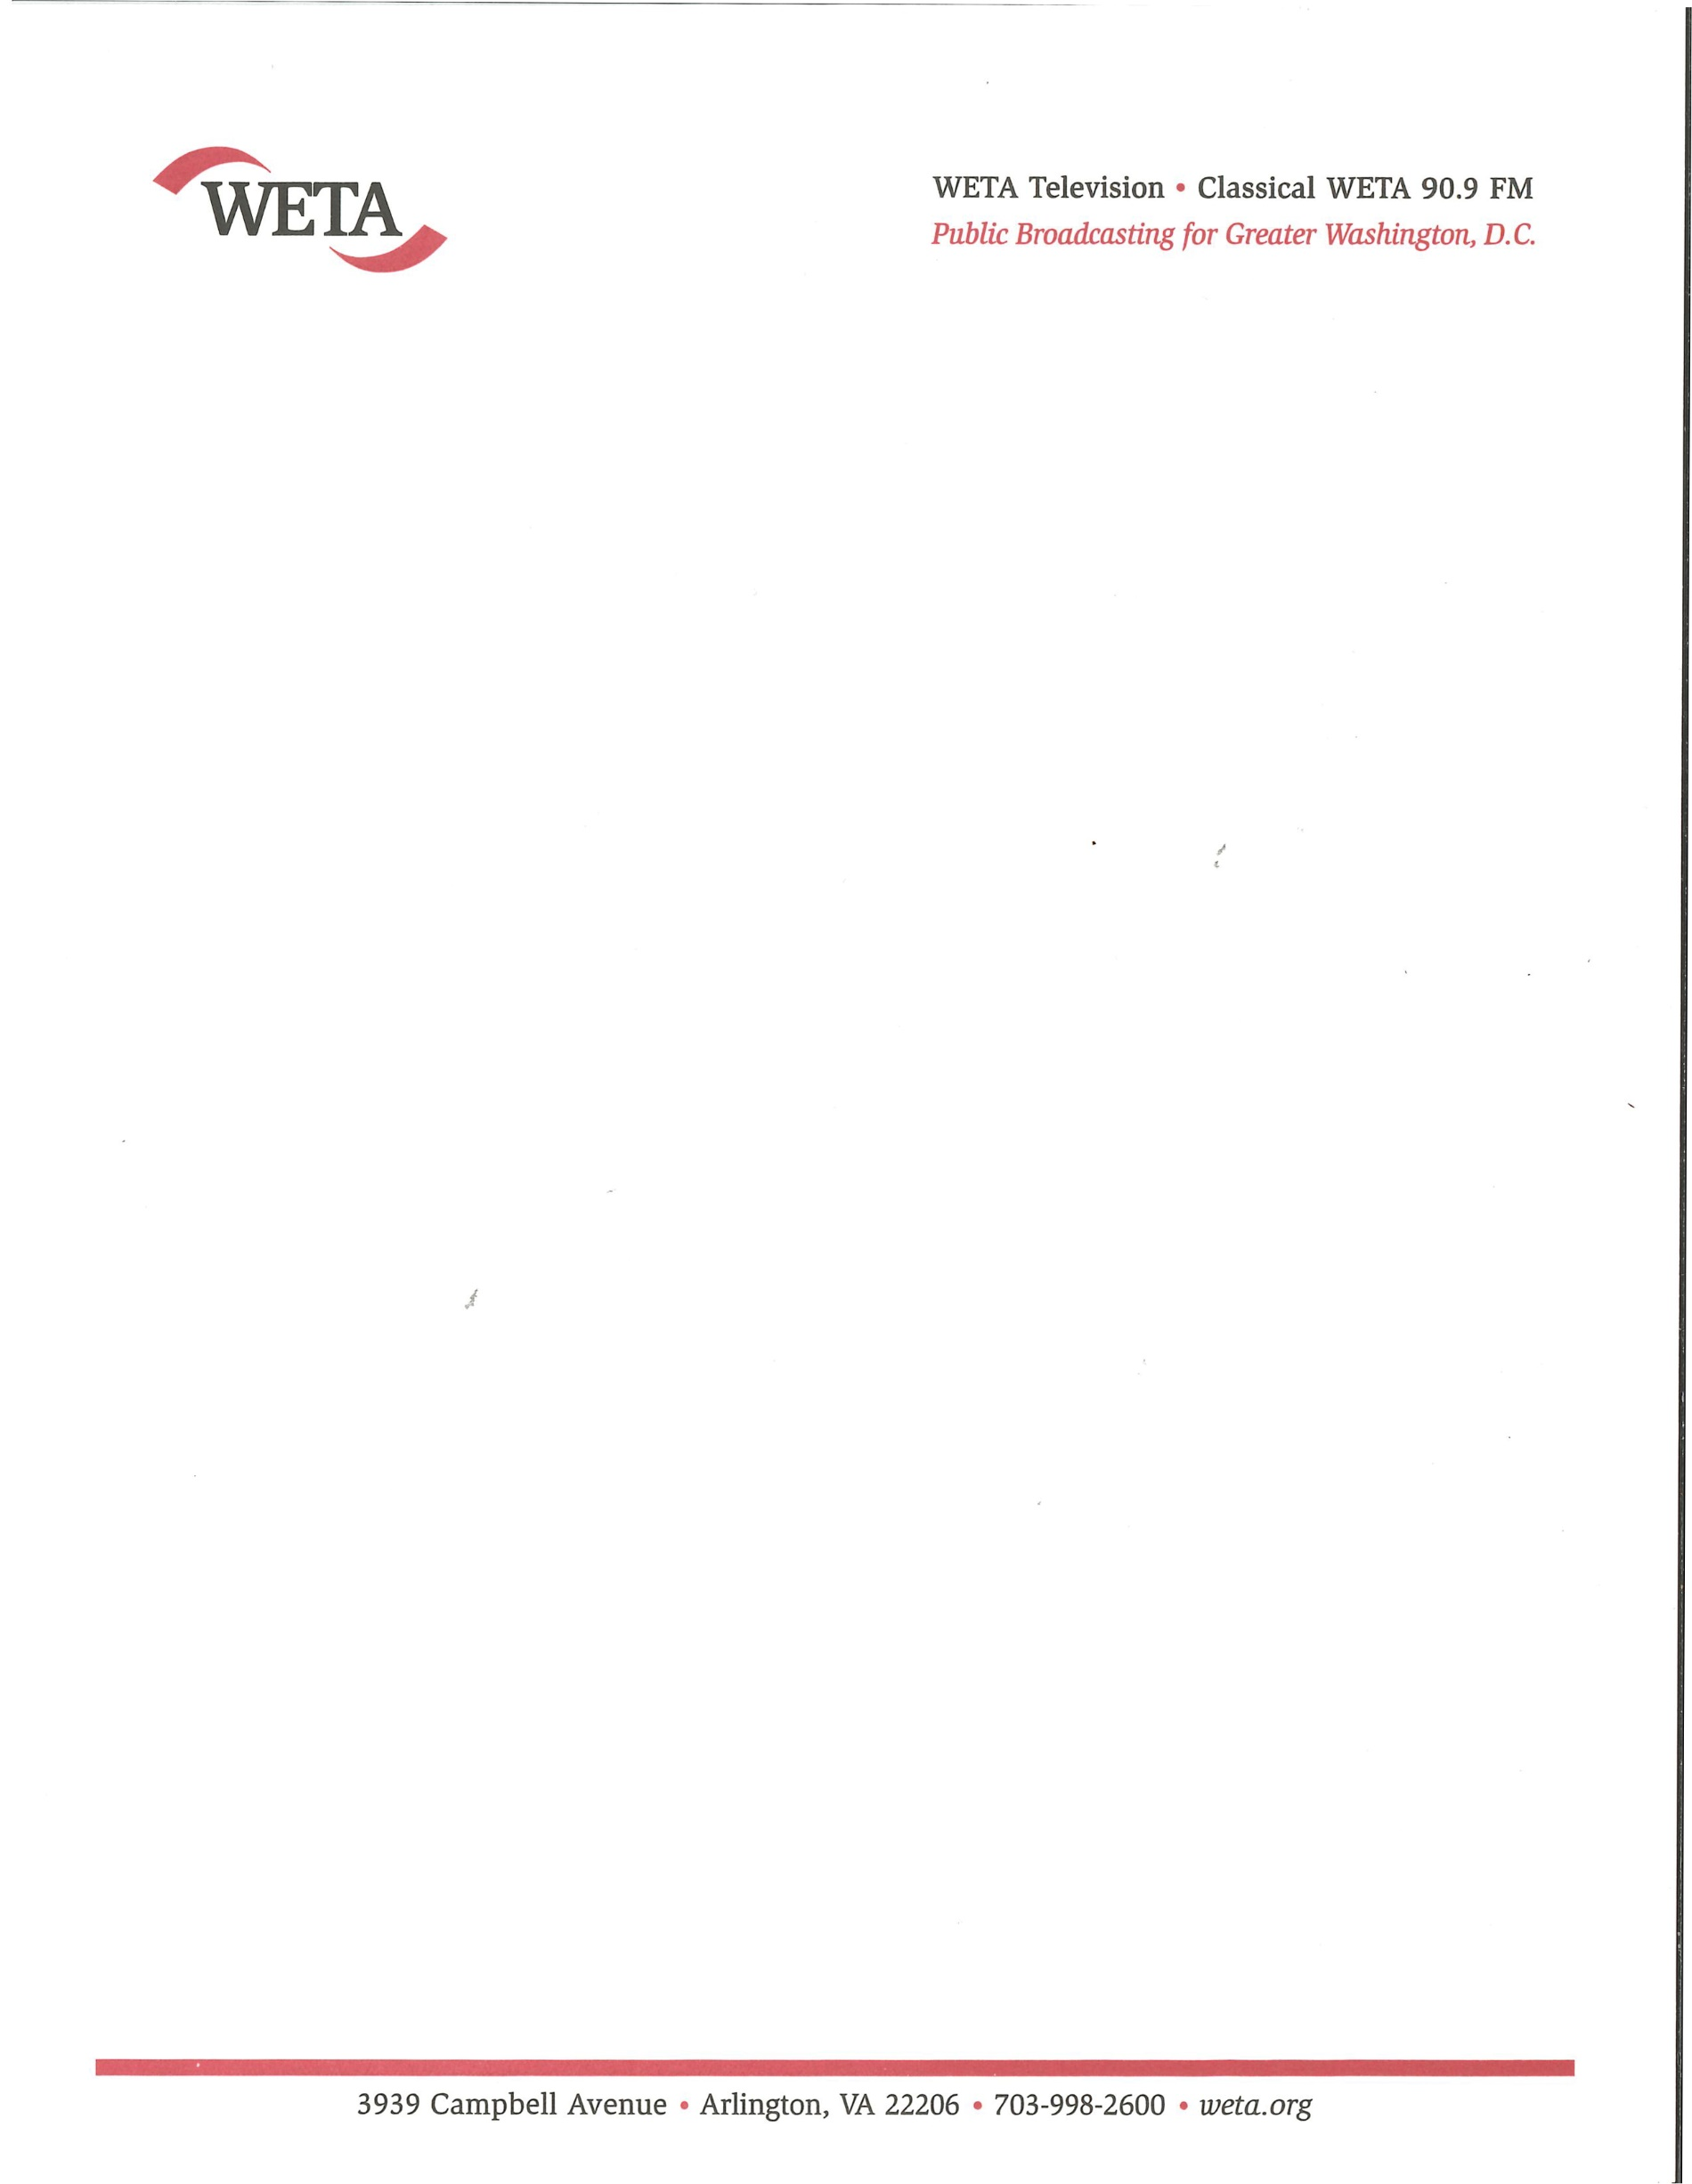 WETA
WETA Television • Classical WETA 90.9 FM
Public Broadcasting for Greater Washington, D.C.
3939 Campbell Avenue • Arlington, VA 22206 • 703-998-2600 • weta.org